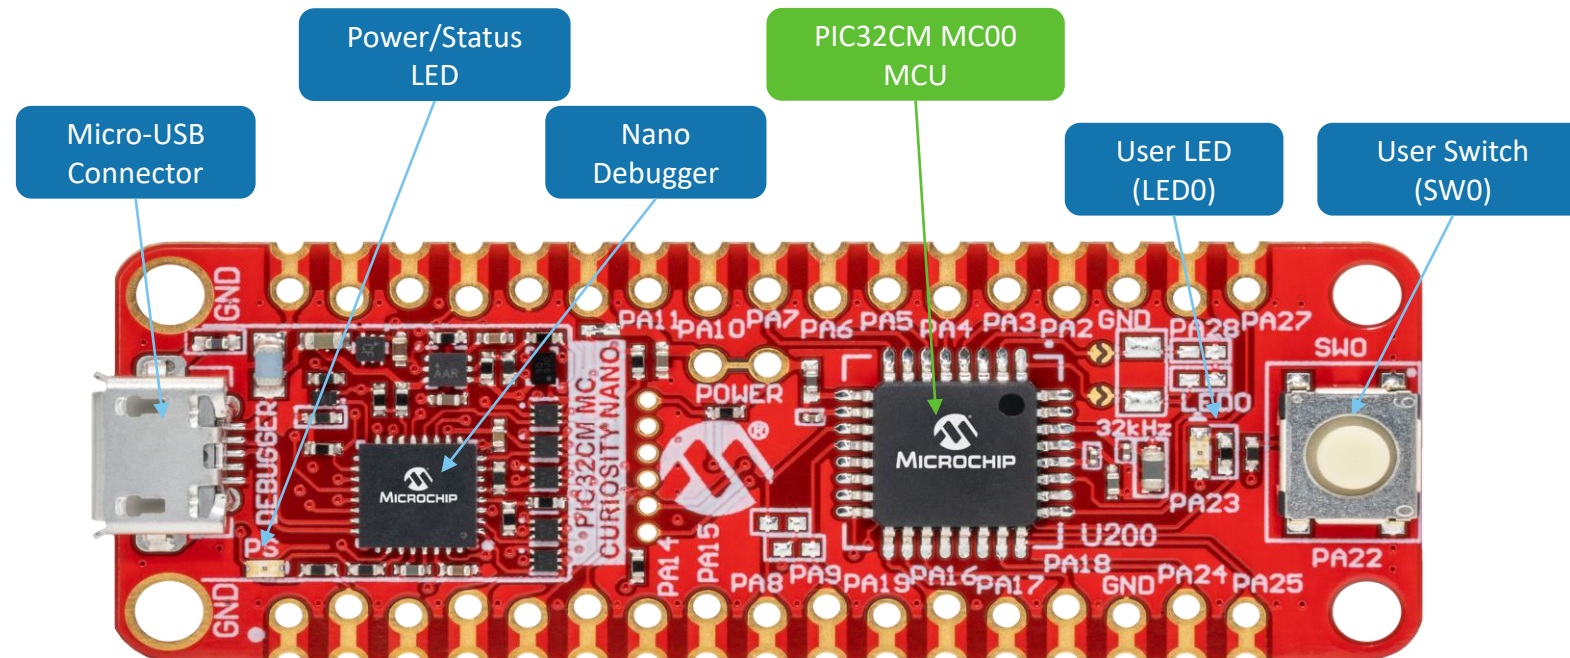 Power/Status
LED
PIC32CM MC00
MCU
Micro-USB
Connector
Nano
Debugger
User LED
(LED0)
User Switch
(SW0)
GND
PA11
PA10
PA7
PA6
PA5
PA4
PA3
PA2
GND
PA28
PA27
SW0
AAR
POWER
LED0
DEBUGGER
®
32kHz
MICROCHIP
MICROCHIP
PIC32CM MC
CURIOSITY NANO
PA23
PS
U200
PA22
GND
PA14
PA15
PA8
PA9
PA19
PA16
PA17
PA18
GND
PA24
PA25